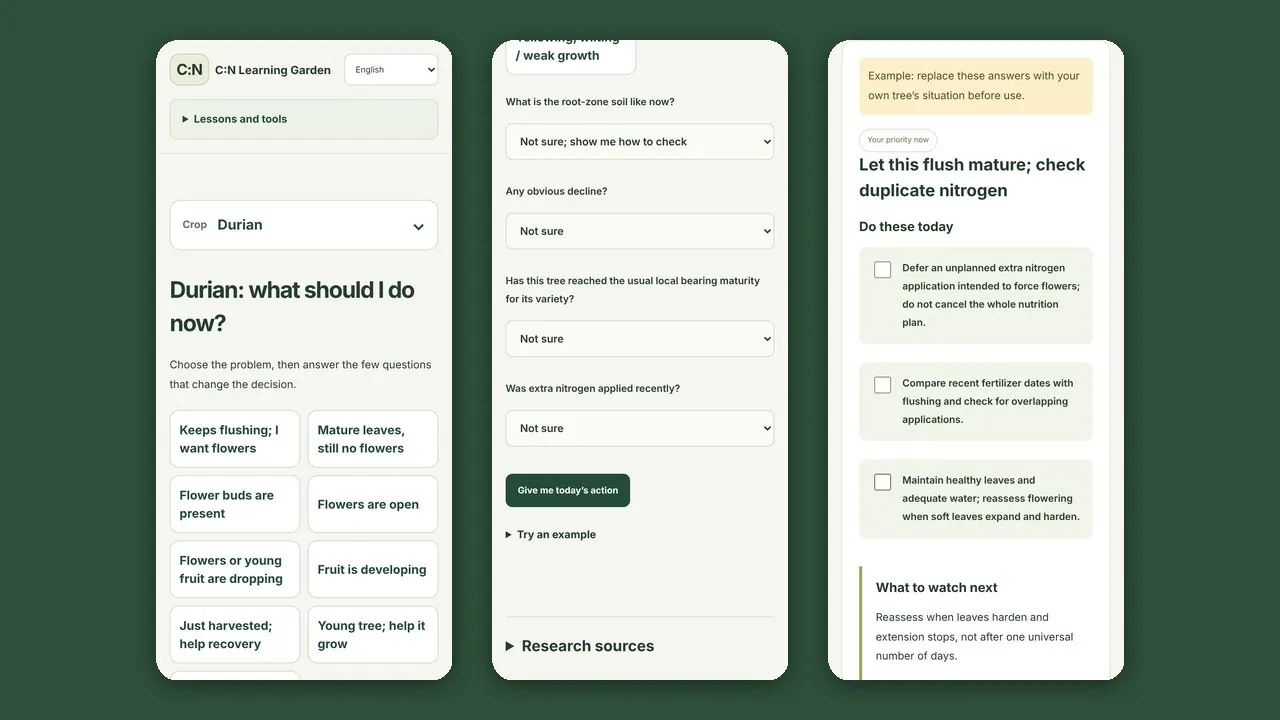 C:N
C:N Learning Garden
English
Lessons and tools
Crop
Durian
Durian: what should I do
now?
Choose the problem, then answer the few questions
that change the decision.
Keeps flushing; I
want flowers
Mature leaves,
still no flowers
Flower buds are
present
Flowers are open
Flowers or young
fruit are dropping
Fruit is developing
Just harvested;
help recovery
Young tree; help it
grow
/ weak growth
What is the root-zone soil like now?
Not sure; show me how to check
Any obvious decline?
Not sure
Has this tree reached the usual local bearing maturity
for its variety?
Not sure
Was extra nitrogen applied recently?
Not sure
Give me today's action
Try an example
Research sources
Example: replace these answers with your
own tree's situation before use.
Your priority now
Let this flush mature; check
duplicate nitrogen
Do these today
Defer an unplanned extra nitrogen
application intended to force flowers;
do not cancel the whole nutrition
plan.
Compare recent fertilizer dates with
flushing and check for overlapping
applications.
Maintain healthy leaves and
adequate water; reassess flowering
when soft leaves expand and harden.
What to watch next
Reassess when leaves harden and
extension stops, not after one universal
number of days.